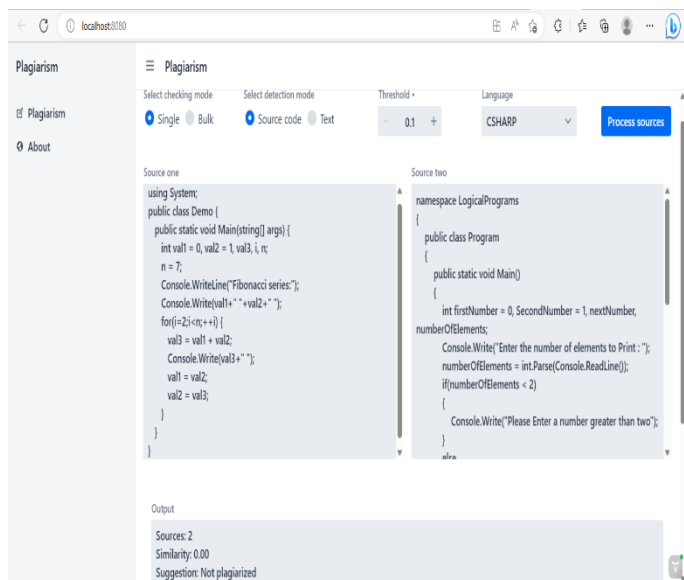 localhost:8080
Plagiarism
Plagiarism
About
Plagiarism
Select checking mode
Select detection mode
Threshold •
Language
Single
Bulk
Source code
Text
− 0.1 +
CSHARP
Process sources
Source one
using System;
public class Demo {
public static void Main(string[] args) {
int val1 = 0, val2 = 1, val3, i, n;
n = 7;
Console.WriteLine("Fibonacci series:");
Console.Write(val1+" "+val2+" ");
for(i=2;i<n;++i) {
val3 = val1 + val2;
Console.Write(val3+" ");
val1 = val2;
val2 = val3;
}
}
}
Source two
namespace LogicalPrograms
{
public class Program
{
public static void Main()
{
int firstNumber = 0, SecondNumber = 1, nextNumber,
numberOfElements;
Console.Write("Enter the number of elements to Print : ");
numberOfElements = int.Parse(Console.ReadLine());
if(numberOfElements < 2)
{
Console.Write("Please Enter a number greater than two");
}
else
Output
Sources: 2
Similarity: 0.00
Suggestion: Not plagiarized